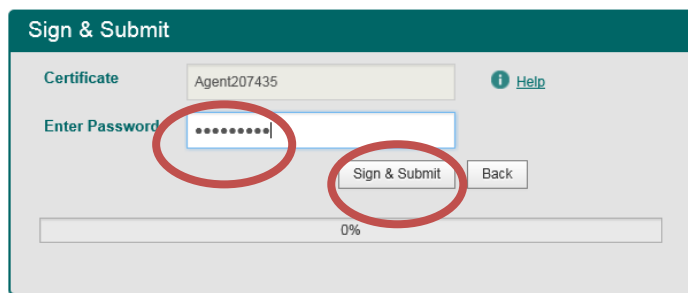 Sign & Submit
Certificate Agent207435 Help
Enter Password •••••••••
Sign & Submit Back
0%